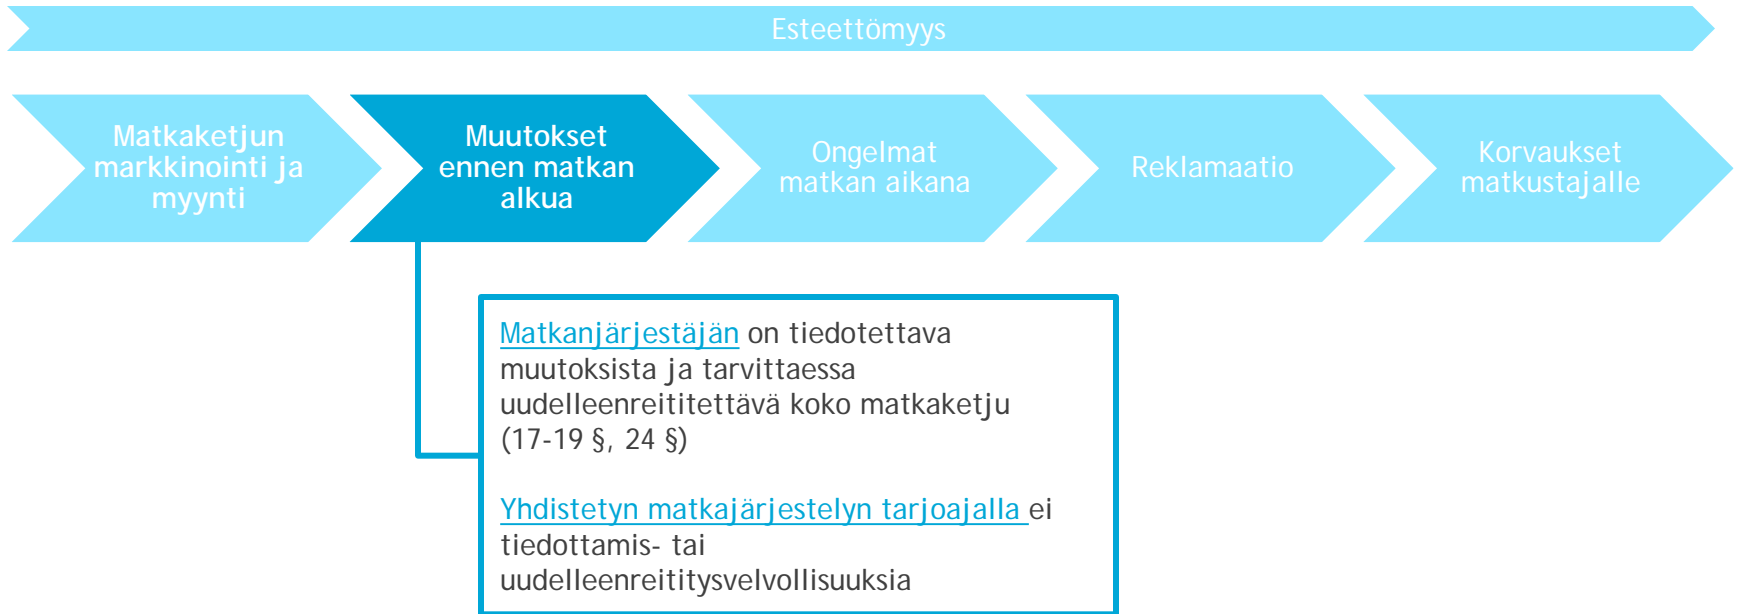 Esteettömyys
Matkaketjun
markkinointi ja
myynti
Muutokset
ennen matkan
alkua
Ongelmat
matkan aikana
Reklamaatio
Korvaukset
matkustajalle
Matkanjärjestäjän on tiedotettava
muutoksista ja tarvittaessa
uudelleenreititettävä koko matkaketju
(17-19 §, 24 §)
Yhdistetyn matkajärjestelyn tarjoajalla ei
tiedottamis- tai
uudelleenreititysvelvollisuuksia